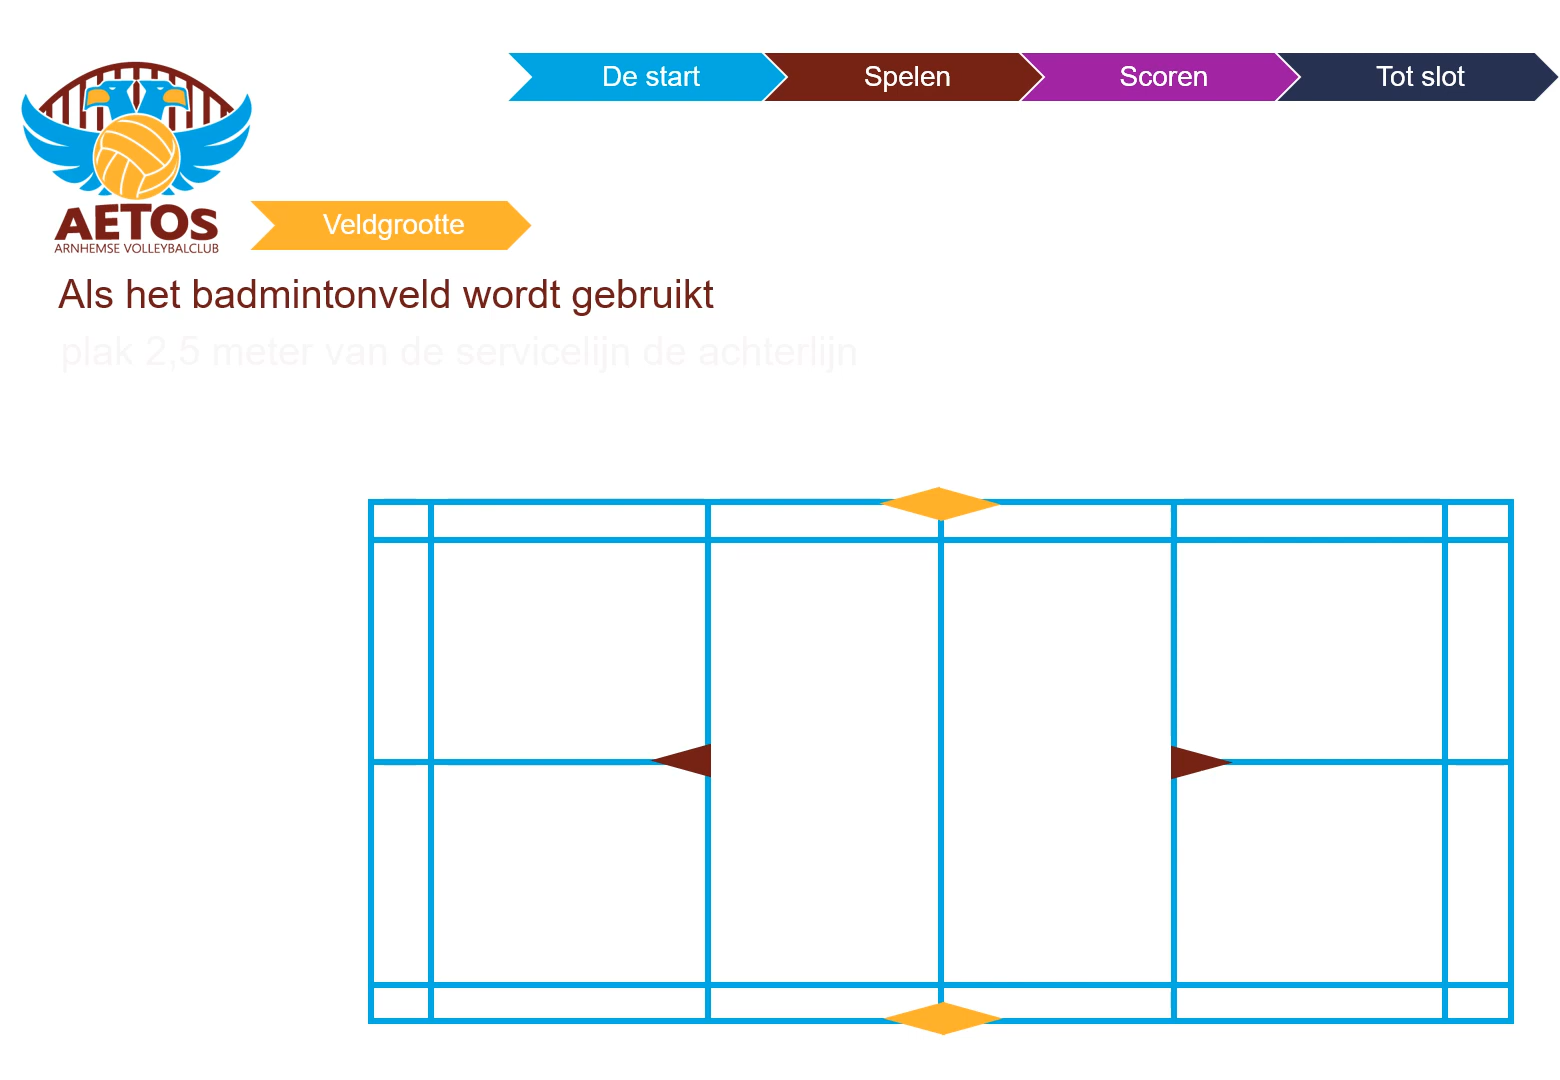 De start
Spelen
Scoren
Tot slot
AETOS
ARNHEMSE VOLLEYBALCLUB
Veldgrootte
Als het badmintonveld wordt gebruikt
plak 2,5 meter van de servicelijn de achterlijn